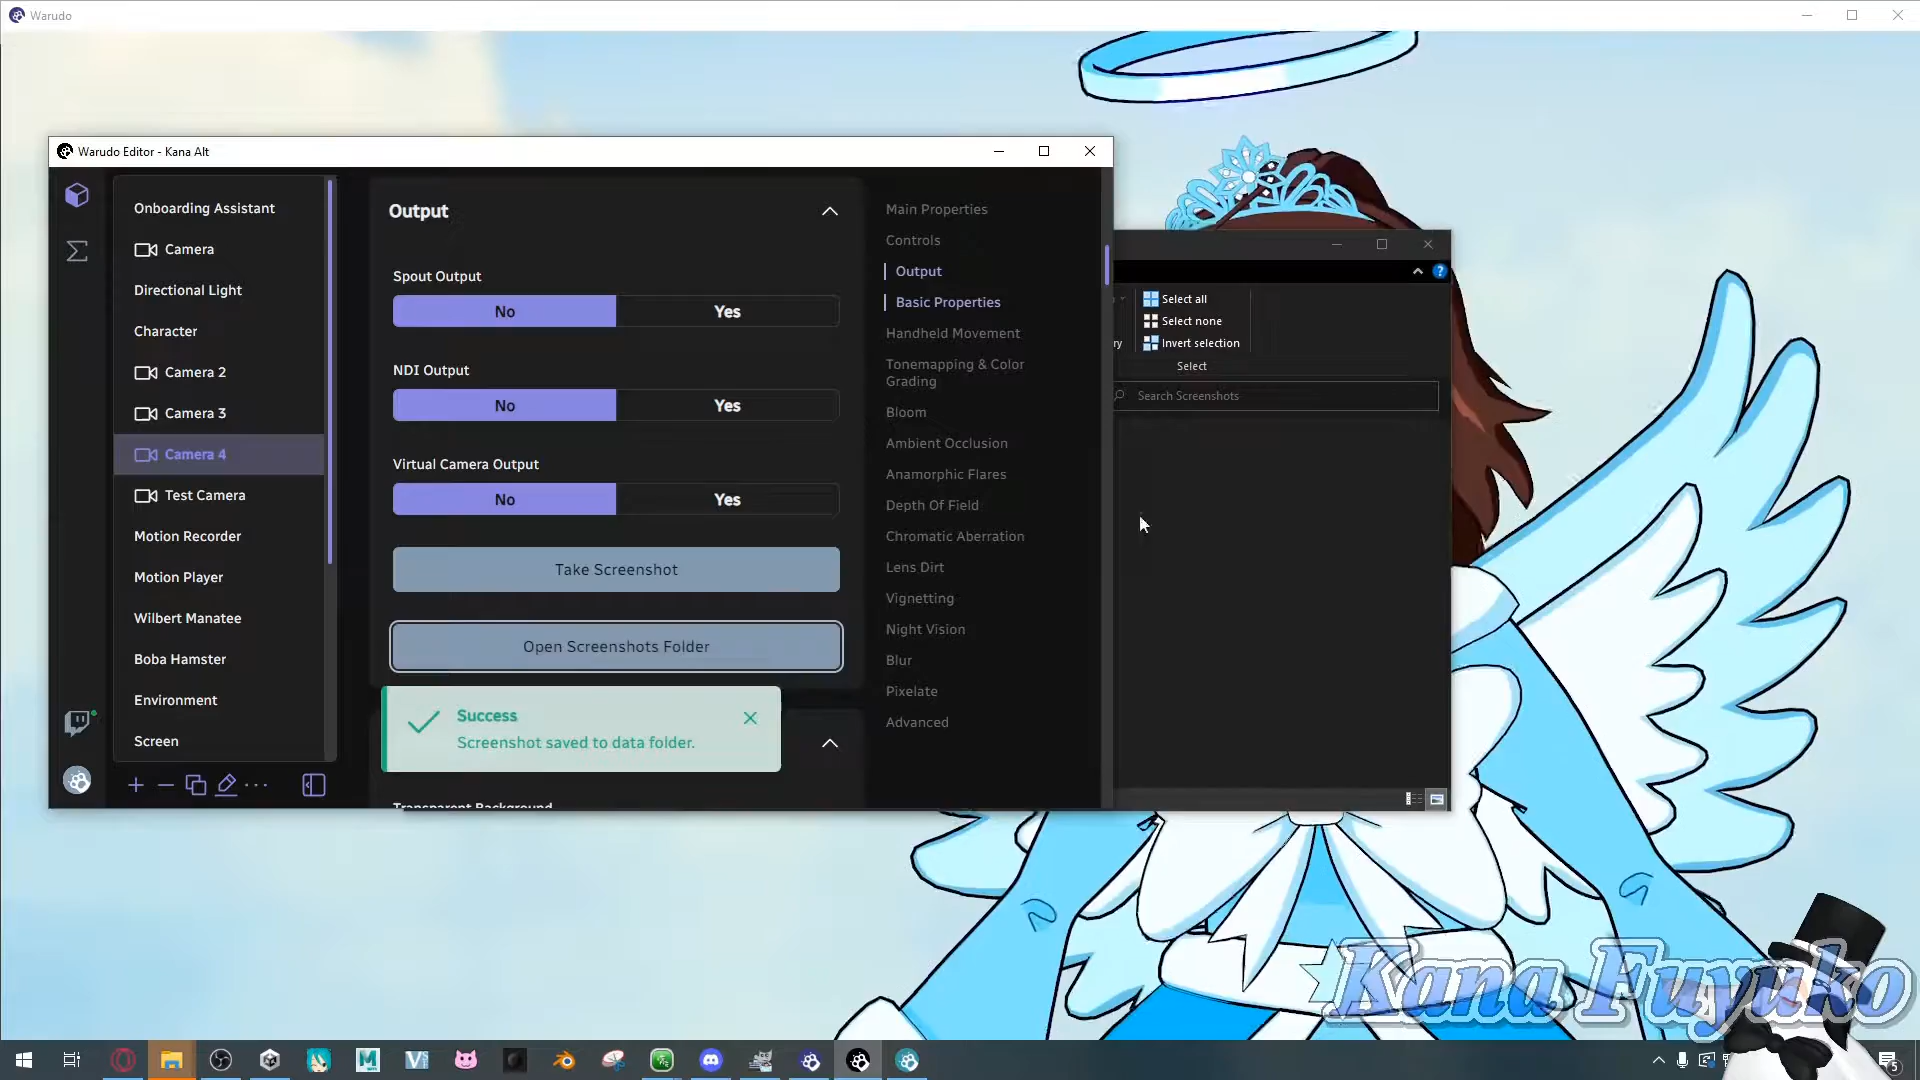 Warudo
Warudo Editor - Kana Alt
Onboarding Assistant
Camera
Directional Light
Character
Camera 2
Camera 3
Camera 4
Test Camera
Motion Recorder
Motion Player
Wilbert Manatee
Boba Hamster
Environment
Screen
Output
Spout Output
No
Yes
NDI Output
No
Yes
Virtual Camera Output
No
Yes
Take Screenshot
Open Screenshots Folder
Success
Screenshot saved to data folder.
Transparent Background
Main Properties
Controls
Output
Basic Properties
Handheld Movement
Tonemapping & Color
Grading
Bloom
Ambient Occlusion
Anamorphic Flares
Depth Of Field
Chromatic Aberration
Lens Dirt
Vignetting
Night Vision
Blur
Pixelate
Advanced
Select all
Select none
ry
Invert selection
Select
Search Screenshots
Kana Fuyuko
5